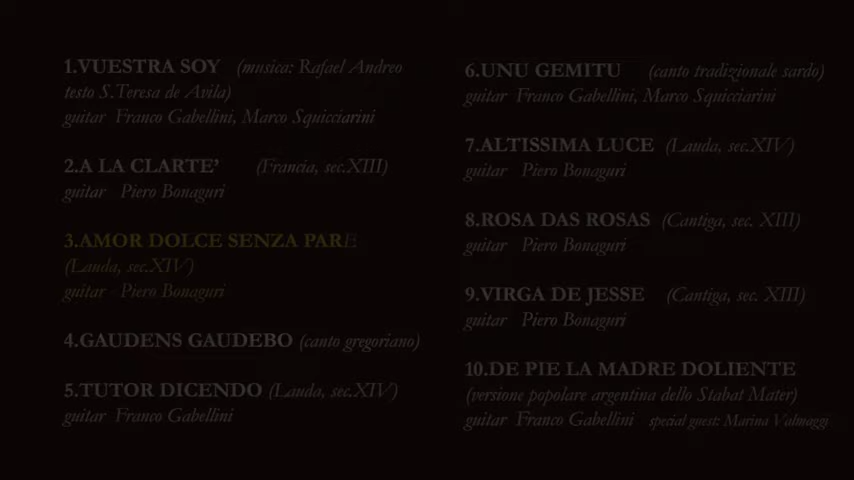 1.VUESTRA SOY (musica: Rafael Andreo
testo S.Teresa de Avila)
guitar Franco Gabellini, Marco Squicciarini
2.A LA CLARTE' (Francia, sec.XIII)
guitar Piero Bonaguri
3.AMOR DOLCE SENZA PARE
(Lauda, sec.XIV)
guitar Piero Bonaguri
4.GAUDENS GAUDEBO (canto gregoriano)
5.TUTOR DICENDO (Lauda, sec.XIV)
guitar Franco Gabellini
6.UNU GEMITU (canto tradizionale sardo)
guitar Franco Gabellini, Marco Squicciarini
7.ALTISSIMA LUCE (Lauda, sec.XIV)
guitar Piero Bonaguri
8.ROSA DAS ROSAS (Cantiga, sec. XIII)
guitar Piero Bonaguri
9.VIRGA DE JESSE (Cantiga, sec. XIII)
guitar Piero Bonaguri
10.DE PIE LA MADRE DOLIENTE
(versione popolare argentina dello Stabat Mater)
guitar Franco Gabellini special guest: Marina Valmaggi